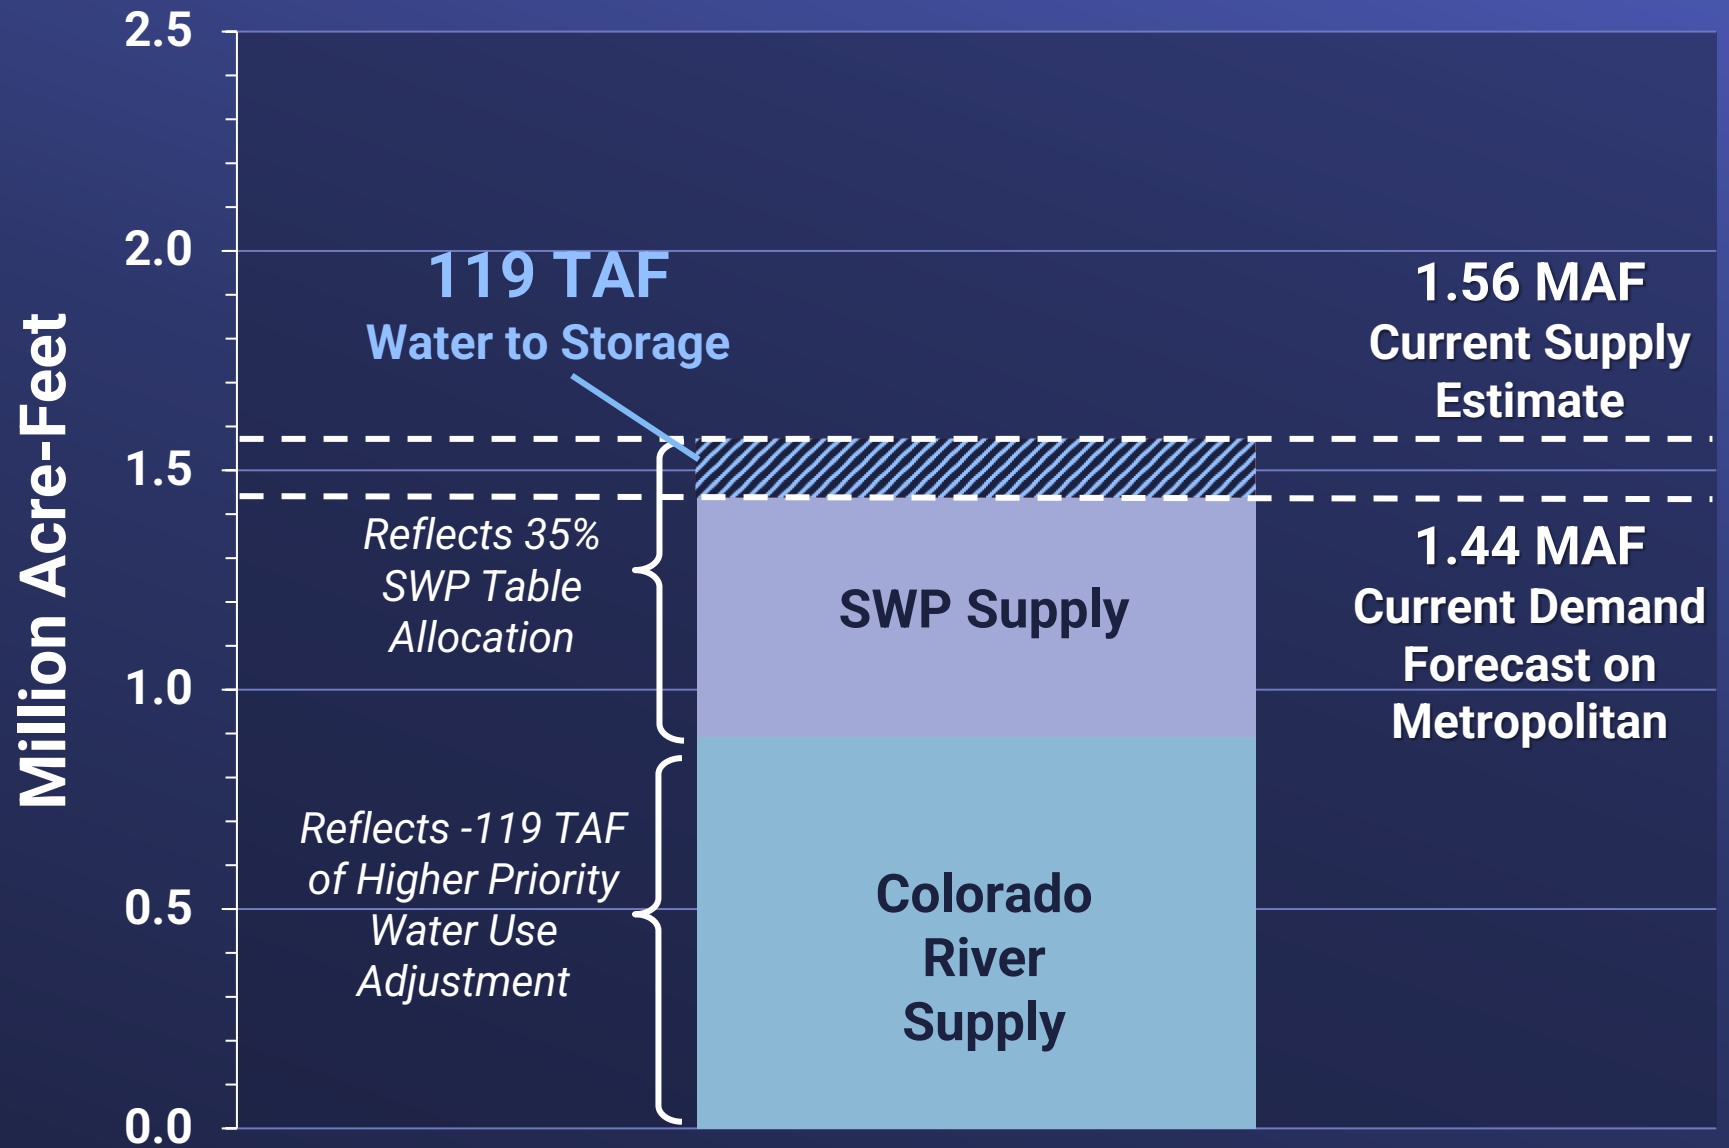 Million Acre-Feet
2.5
2.0
1.5
1.0
0.5
0.0
119 TAF
Water to Storage
Reflects 35%
SWP Table
Allocation
Reflects -119 TAF
of Higher Priority
Water Use
Adjustment
SWP Supply
Colorado
River
Supply
1.56 MAF
Current Supply
Estimate
1.44 MAF
Current Demand
Forecast on
Metropolitan